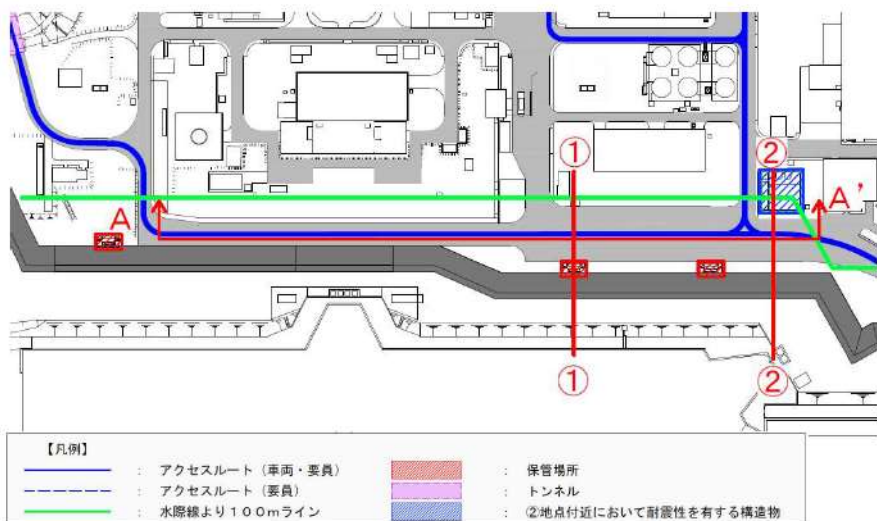 ① ②
A A'
① ②
【凡例】
: アクセスルート（車両・要員） : 保管場所
: アクセスルート（要員） : トンネル
: 水際線より１００ｍライン : ②地点付近において耐震性を有する構造物